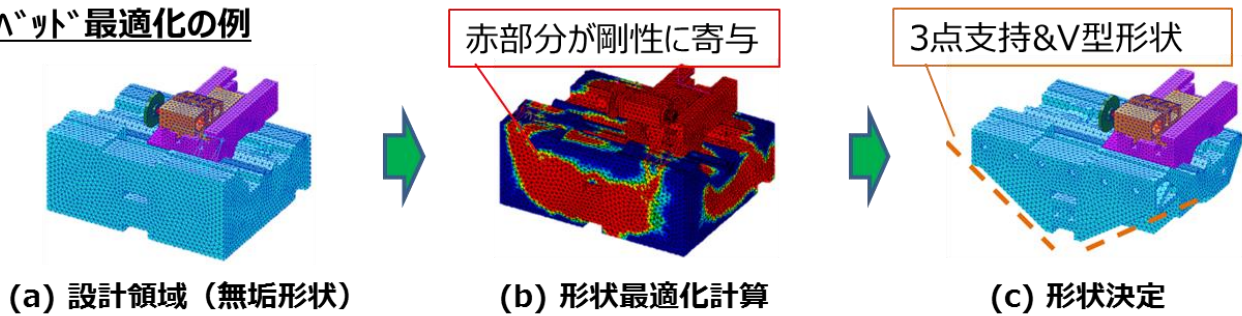 ﾍﾞｯﾄﾞ最適化の例
赤部分が剛性に寄与
3点支持&V型形状
(a) 設計領域（無垢形状）
(b) 形状最適化計算
(c) 形状決定